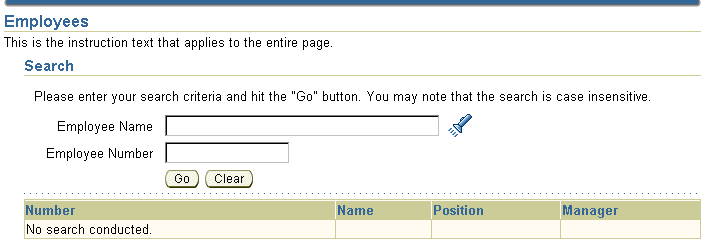 Employees
This is the instruction text that applies to the entire page.
Search
Please enter your search criteria and hit the "Go" button. You may note that the search is case insensitive.
Employee Name
Employee Number
Go Clear
Number Name Position Manager
No search conducted.